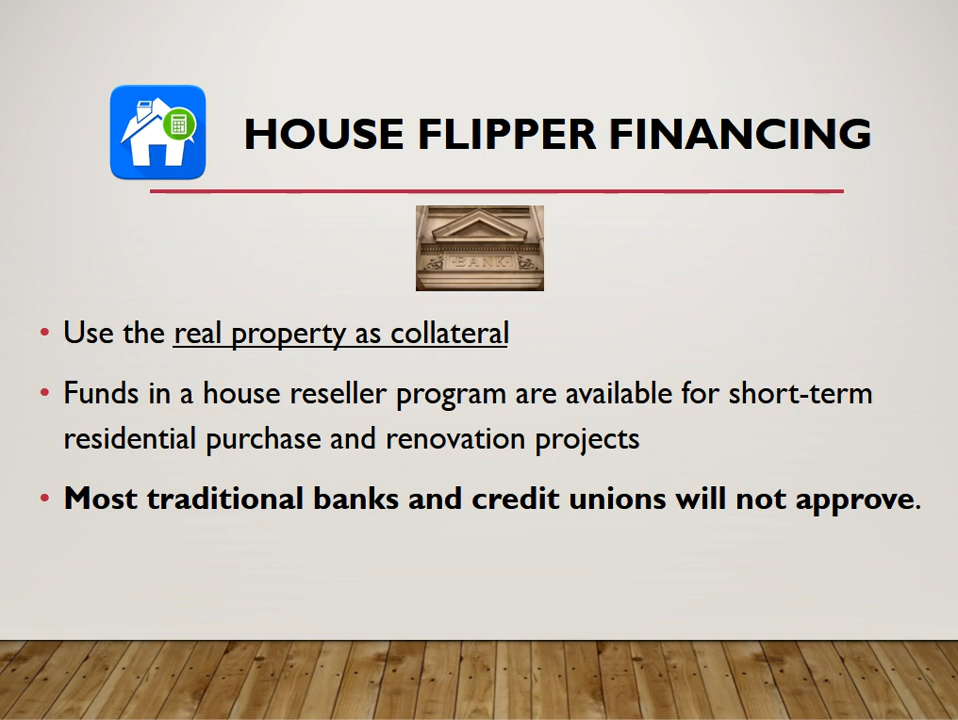 HOUSE FLIPPER FINANCING
BANK
• Use the real property as collateral
• Funds in a house reseller program are available for short-term
residential purchase and renovation projects
• Most traditional banks and credit unions will not approve.